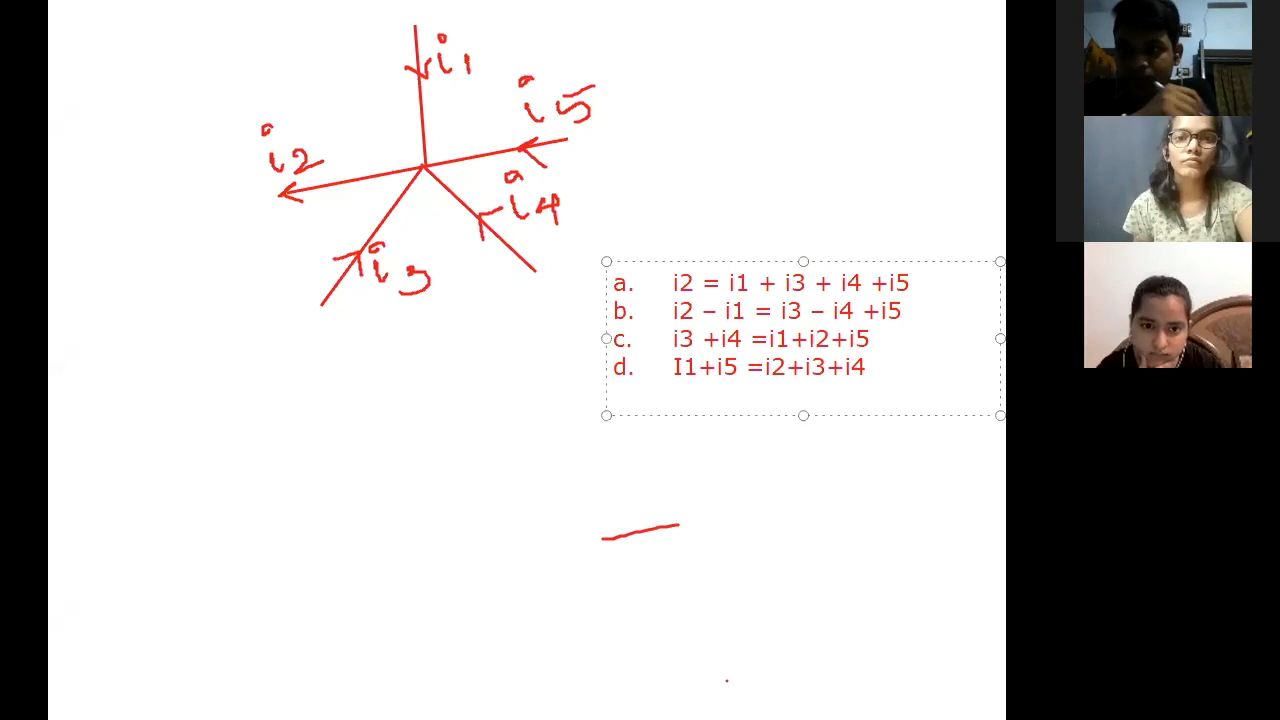 i1
i5
i2
i4
i3
a. i2 = i1 + i3 + i4 +i5
b. i2 – i1 = i3 – i4 +i5
c. i3 +i4 =i1+i2+i5
d. I1+i5 =i2+i3+i4